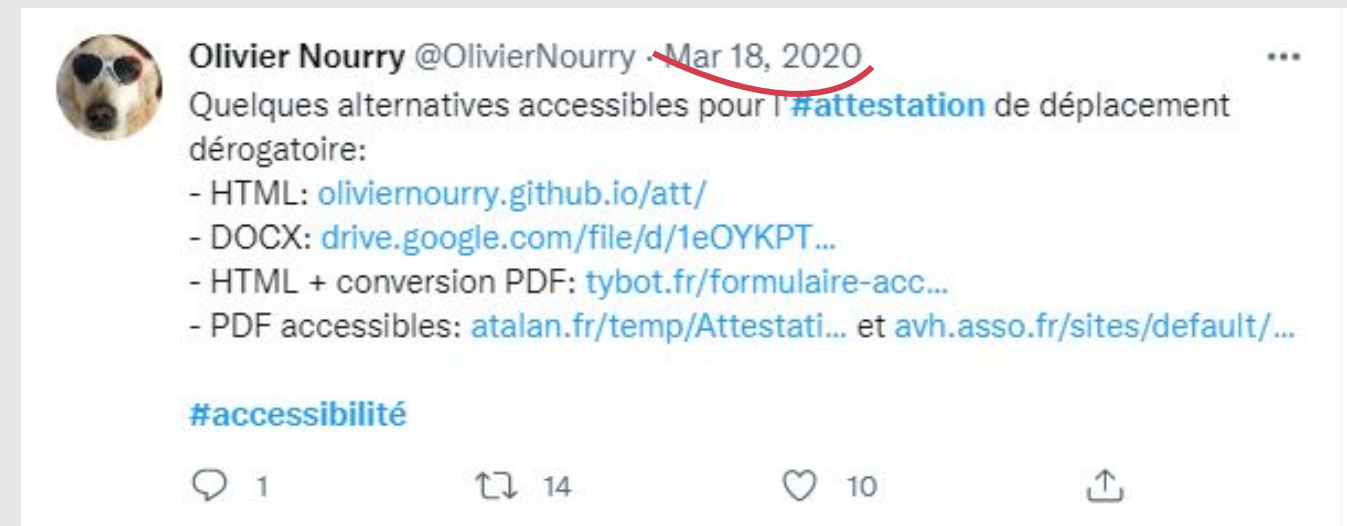 Olivier Nourry @OlivierNourry · Mar 18, 2020
Quelques alternatives accessibles pour l'#attestation de déplacement
dérogatoire:
- HTML: oliviernourry.github.io/att/
- DOCX: drive.google.com/file/d/1eOYKPT…
- HTML + conversion PDF: tybot.fr/formulaire-acc…
- PDF accessibles: atalan.fr/temp/Attestati… et avh.asso.fr/sites/default/…
#accessibilité
1 14 10